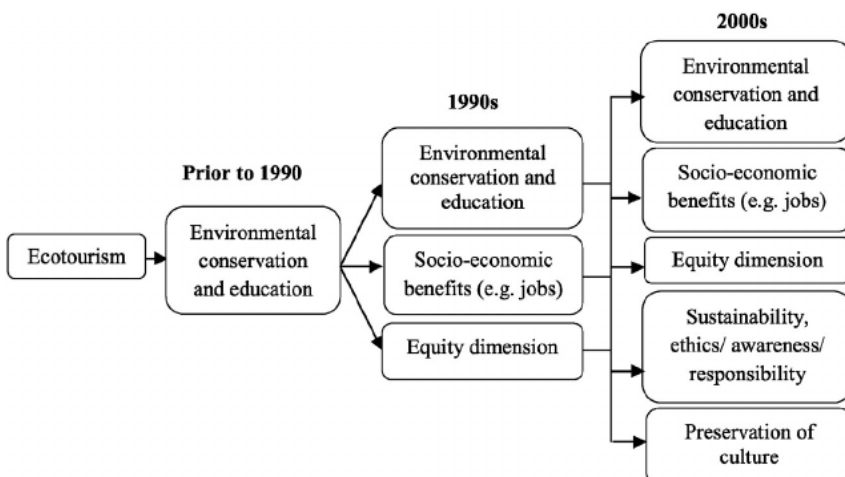 Ecotourism
Prior to 1990
Environmental
conservation
and education
1990s
Environmental
conservation and
education
Socio-economic
benefits (e.g. jobs)
Equity dimension
2000s
Environmental
conservation and
education
Socio-economic
benefits (e.g. jobs)
Equity dimension
Sustainability,
ethics/ awareness/
responsibility
Preservation of
culture